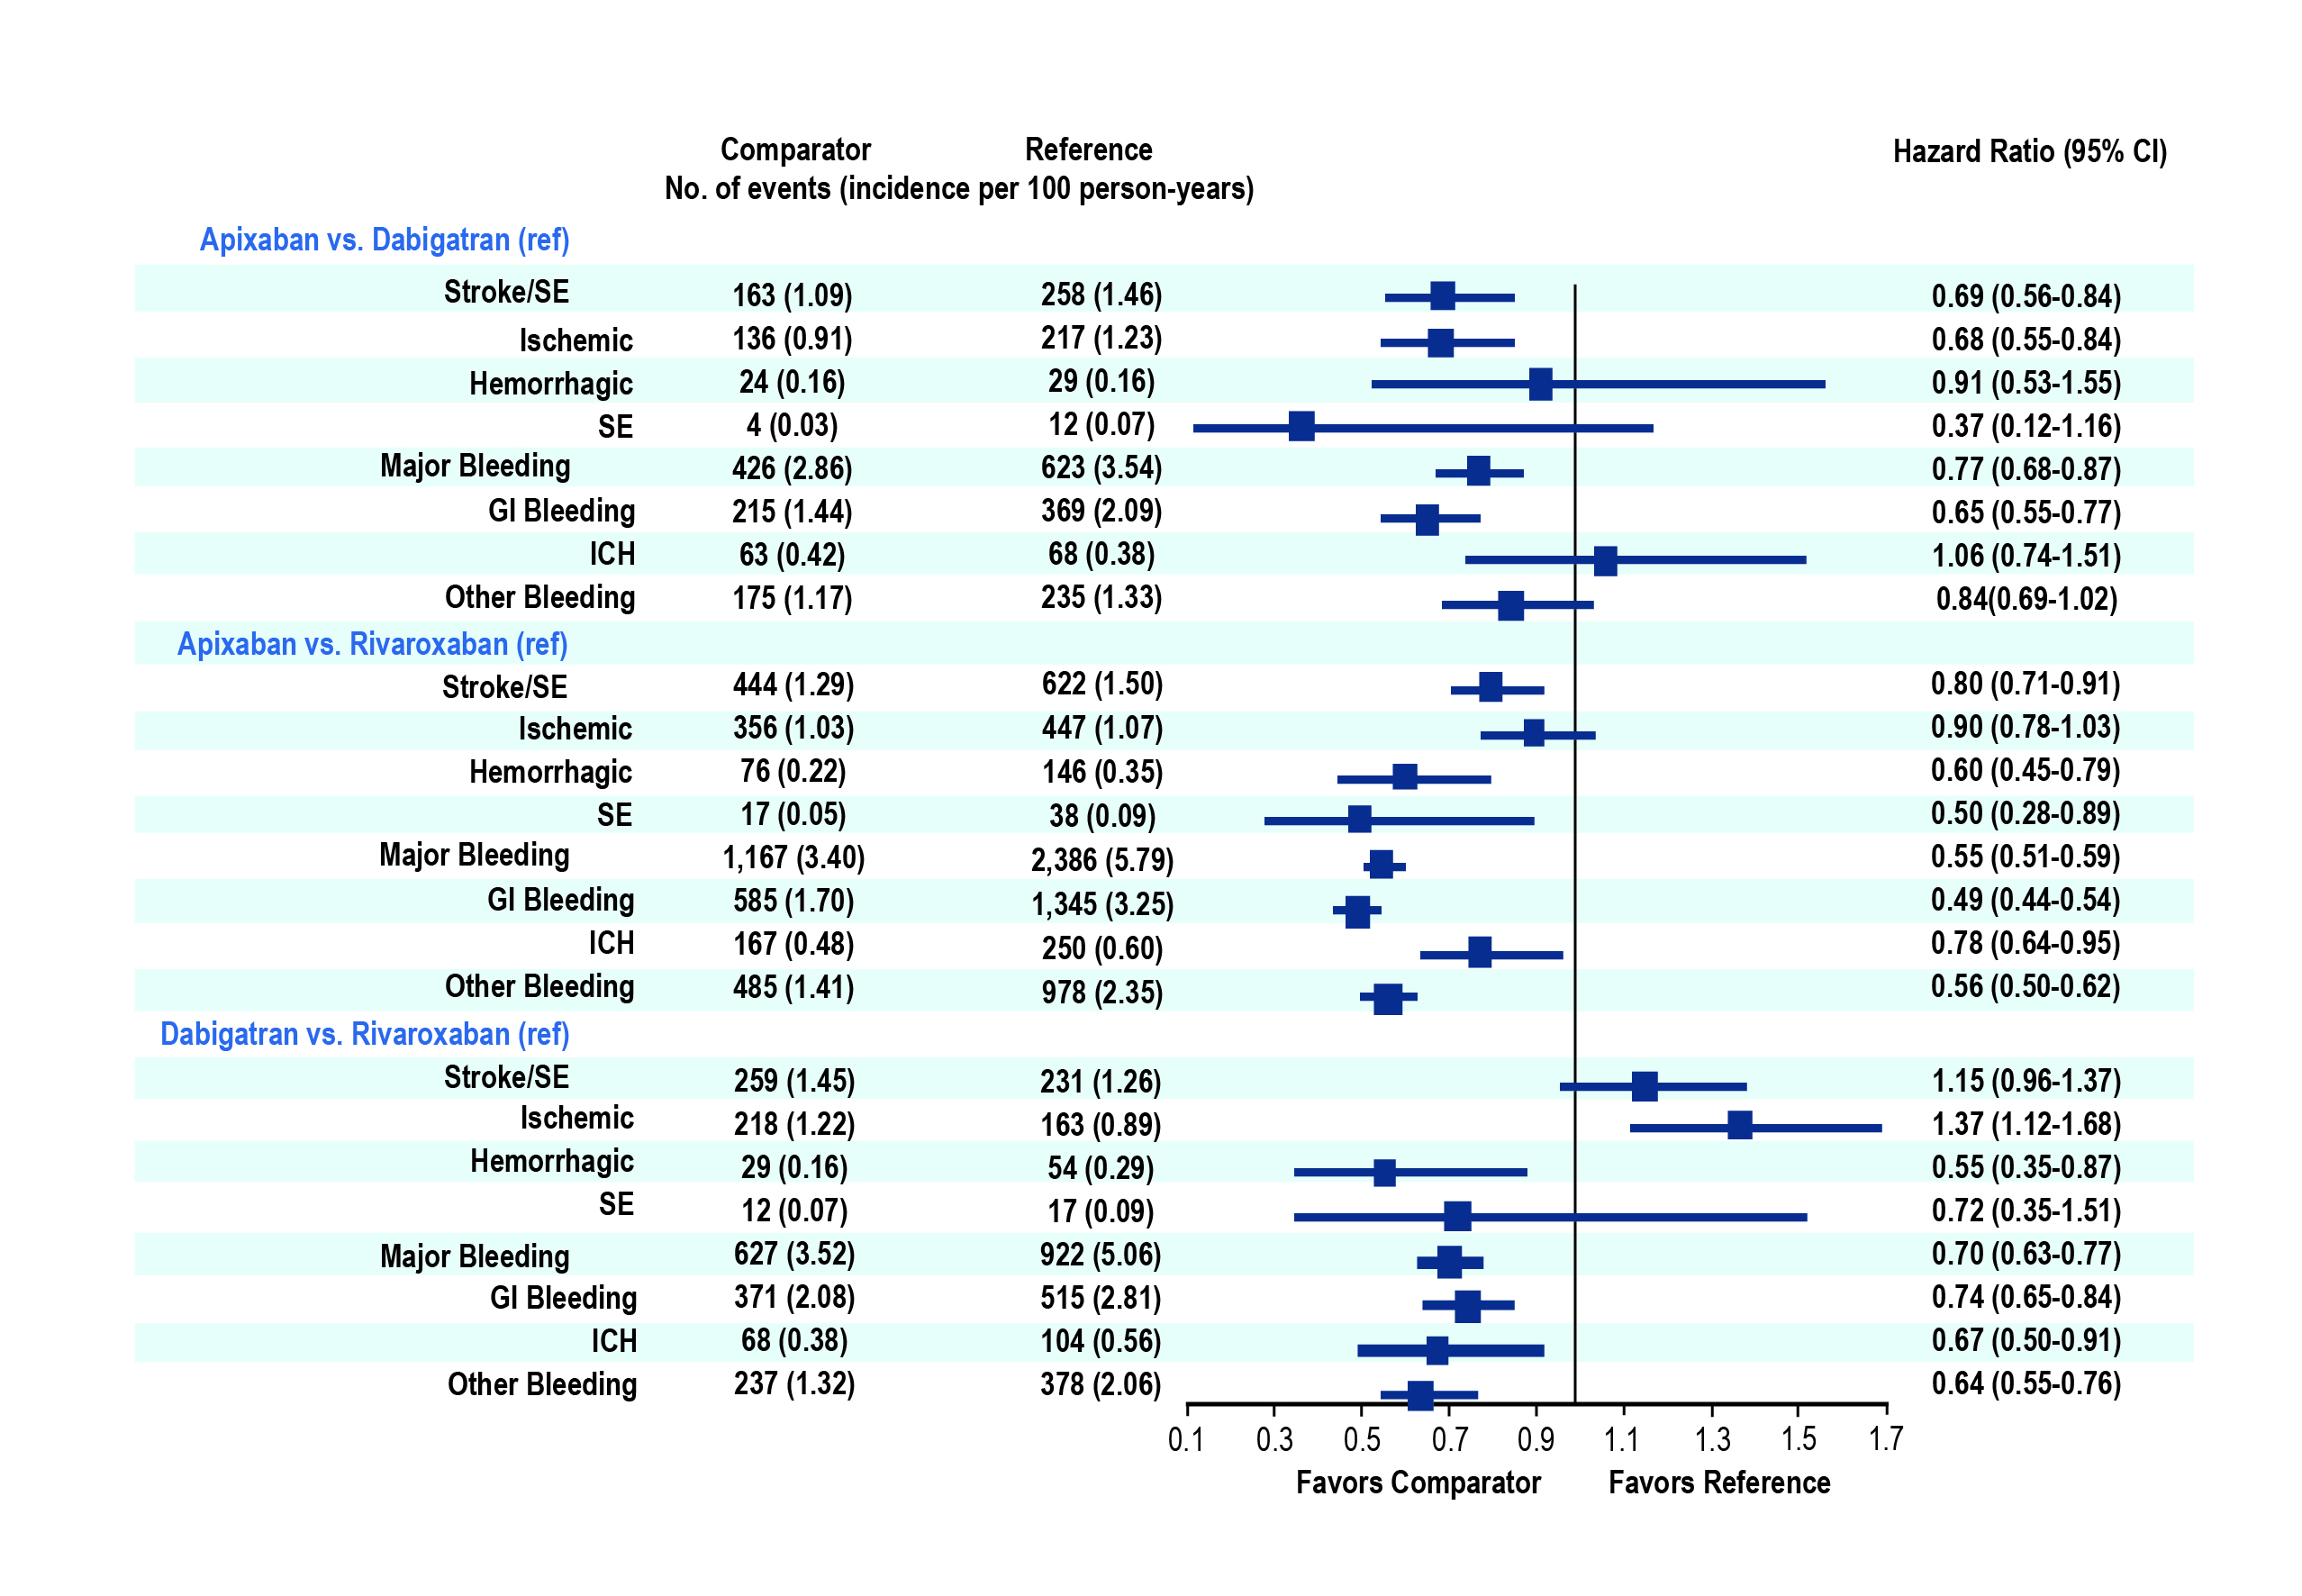 Comparator Reference Hazard Ratio (95% CI)
No. of events (incidence per 100 person-years)
Apixaban vs. Dabigatran (ref)
Stroke/SE 163 (1.09) 258 (1.46) 0.69 (0.56-0.84)
Ischemic 136 (0.91) 217 (1.23) 0.68 (0.55-0.84)
Hemorrhagic 24 (0.16) 29 (0.16) 0.91 (0.53-1.55)
SE 4 (0.03) 12 (0.07) 0.37 (0.12-1.16)
Major Bleeding 426 (2.86) 623 (3.54) 0.77 (0.68-0.87)
GI Bleeding 215 (1.44) 369 (2.09) 0.65 (0.55-0.77)
ICH 63 (0.42) 68 (0.38) 1.06 (0.74-1.51)
Other Bleeding 175 (1.17) 235 (1.33) 0.84(0.69-1.02)
Apixaban vs. Rivaroxaban (ref)
Stroke/SE 444 (1.29) 622 (1.50) 0.80 (0.71-0.91)
Ischemic 356 (1.03) 447 (1.07) 0.90 (0.78-1.03)
Hemorrhagic 76 (0.22) 146 (0.35) 0.60 (0.45-0.79)
SE 17 (0.05) 38 (0.09) 0.50 (0.28-0.89)
Major Bleeding 1,167 (3.40) 2,386 (5.79) 0.55 (0.51-0.59)
GI Bleeding 585 (1.70) 1,345 (3.25) 0.49 (0.44-0.54)
ICH 167 (0.48) 250 (0.60) 0.78 (0.64-0.95)
Other Bleeding 485 (1.41) 978 (2.35) 0.56 (0.50-0.62)
Dabigatran vs. Rivaroxaban (ref)
Stroke/SE 259 (1.45) 231 (1.26) 1.15 (0.96-1.37)
Ischemic 218 (1.22) 163 (0.89) 1.37 (1.12-1.68)
Hemorrhagic 29 (0.16) 54 (0.29) 0.55 (0.35-0.87)
SE 12 (0.07) 17 (0.09) 0.72 (0.35-1.51)
Major Bleeding 627 (3.52) 922 (5.06) 0.70 (0.63-0.77)
GI Bleeding 371 (2.08) 515 (2.81) 0.74 (0.65-0.84)
ICH 68 (0.38) 104 (0.56) 0.67 (0.50-0.91)
Other Bleeding 237 (1.32) 378 (2.06) 0.64 (0.55-0.76)
0.1 0.3 0.5 0.7 0.9 1.1 1.3 1.5 1.7
Favors Comparator Favors Reference